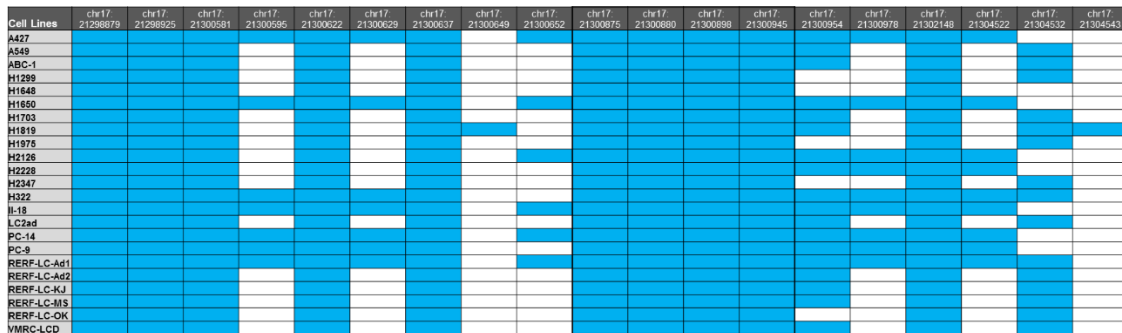 Cell Lines chr17: 21298879 chr17: 21298925 chr17: 21300581 chr17: 21300595 chr17: 21300622 chr17: 21300629 chr17: 21300637 chr17: 21300649 chr17: 21300652 chr17: 21300875 chr17: 21300880 chr17: 21300898 chr17: 21300945 chr17: 21300954 chr17: 21300978 chr17: 21302148 chr17: 21304522 chr17: 21304532 chr17: 21304543
A427
A549
ABC-1
H1299
H1648
H1650
H1703
H1819
H1975
H2126
H2228
H2347
H322
II-18
LC2ad
PC-14
PC-9
RERF-LC-Ad1
RERF-LC-Ad2
RERF-LC-KJ
RERF-LC-MS
RERF-LC-OK
VMRC-LCD